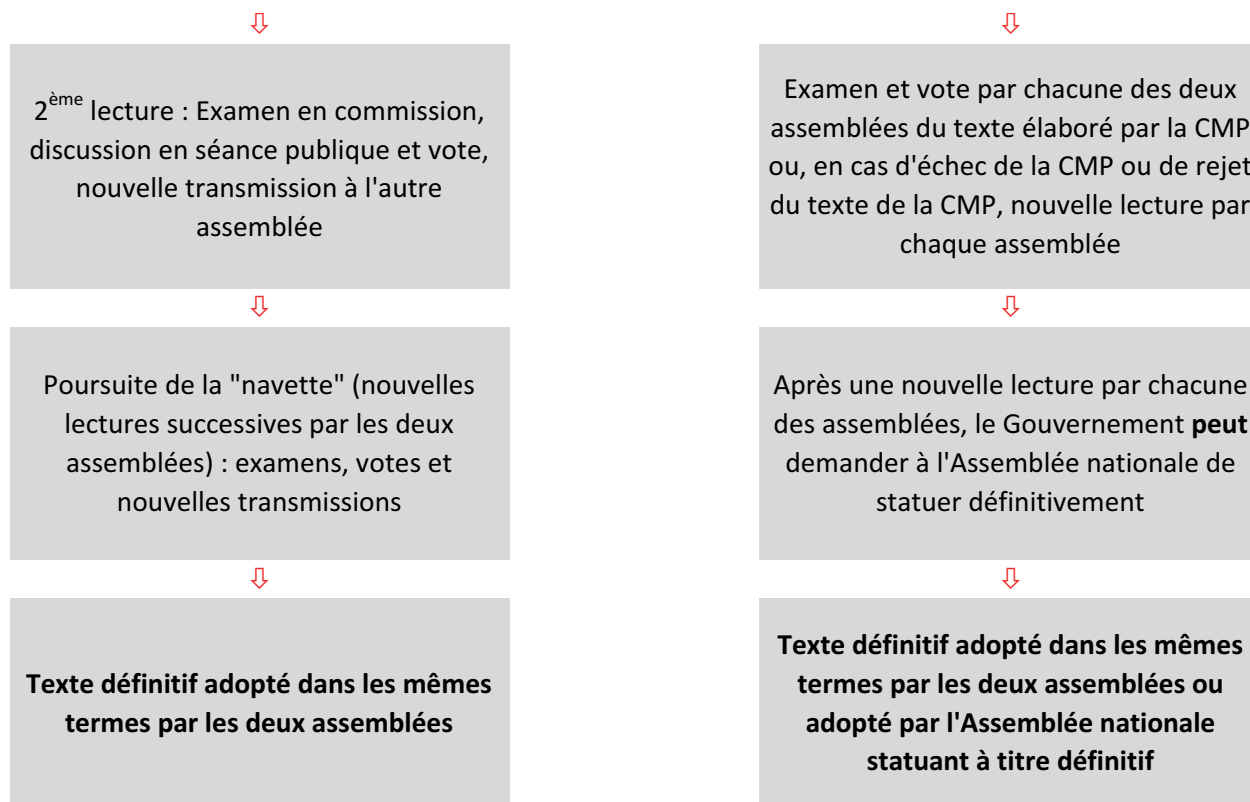 2ème lecture : Examen en commission,
discussion en séance publique et vote,
nouvelle transmission à l'autre
assemblée
Poursuite de la "navette" (nouvelles
lectures successives par les deux
assemblées) : examens, votes et
nouvelles transmissions
Texte définitif adopté dans les mêmes
termes par les deux assemblées
Examen et vote par chacune des deux
assemblées du texte élaboré par la CMP
ou, en cas d'échec de la CMP ou de rejet
du texte de la CMP, nouvelle lecture par
chaque assemblée
Après une nouvelle lecture par chacune
des assemblées, le Gouvernement peut
demander à l'Assemblée nationale de
statuer définitivement
Texte définitif adopté dans les mêmes
termes par les deux assemblées ou
adopté par l'Assemblée nationale
statuant à titre définitif